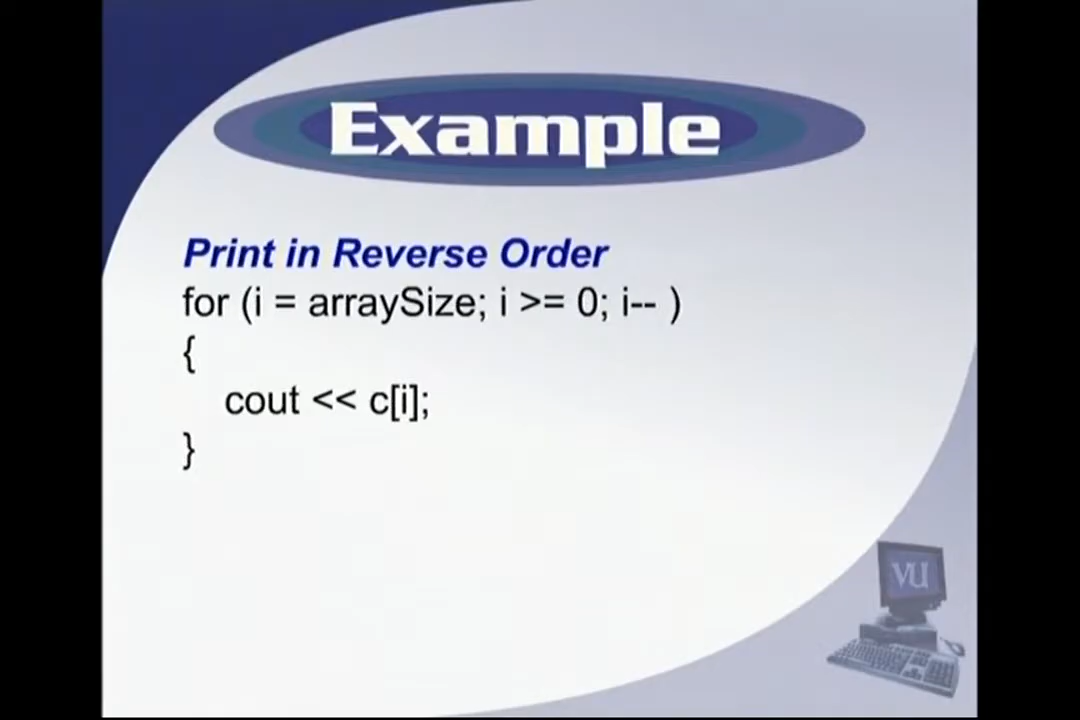 Example
Print in Reverse Order
for (i = arraySize; i >= 0; i-- )
{
cout << c[i];
}
VU